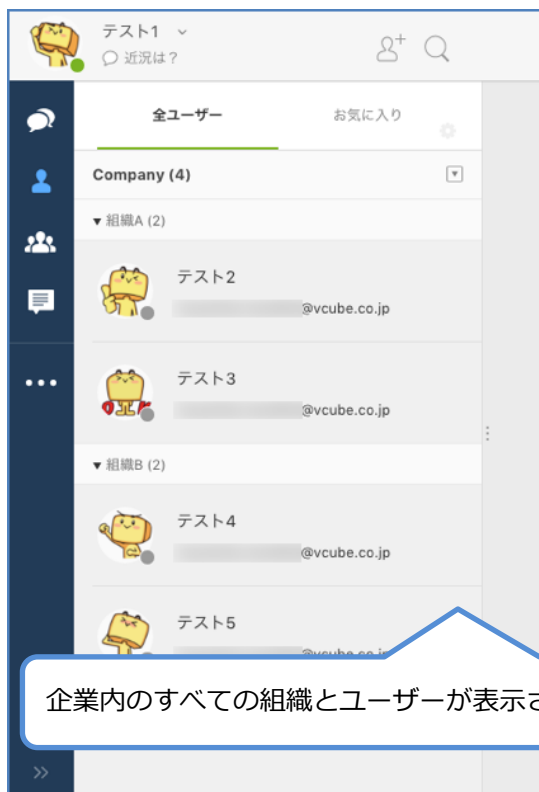 テスト1
近況は?
全ユーザー お気に入り
Company (4)
組織A (2)
テスト2
@vcube.co.jp
テスト3
@vcube.co.jp
組織B (2)
テスト4
@vcube.co.jp
テスト5
企業内のすべての組織とユーザーが表示